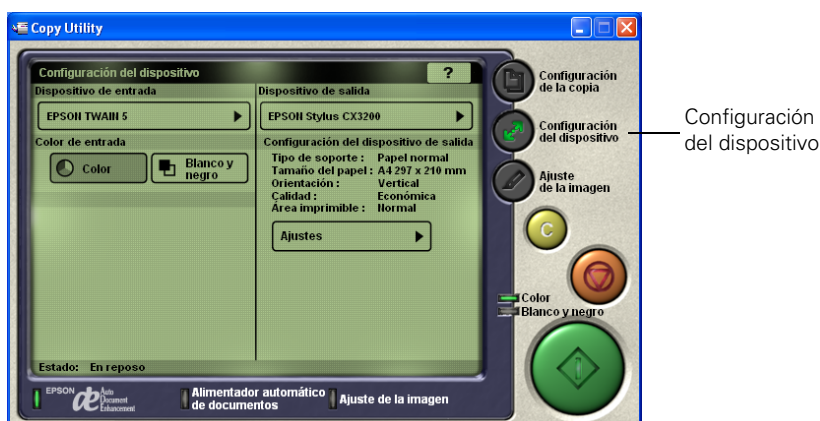 Copy Utility
Configuración del dispositivo
?
Dispositivo de entrada
EPSON TWAIN 5
Color de entrada
Color
Blanco y
negro
Dispositivo de salida
EPSON Stylus CX3200
Configuración del dispositivo de salida
Tipo de soporte : Papel normal
Tamaño del papel : A4 297 x 210 mm
Orientación : Vertical
Calidad : Económica
Área imprimible : Normal
Ajustes
Estado: En reposo
Configuración
de la copia
Configuración
del dispositivo
Ajuste
de la imagen
C
Color
Blanco y negro
EPSON
de Auto
Document
Enhancement
Alimentador automático
de documentos
Ajuste de la imagen
Configuración
del dispositivo